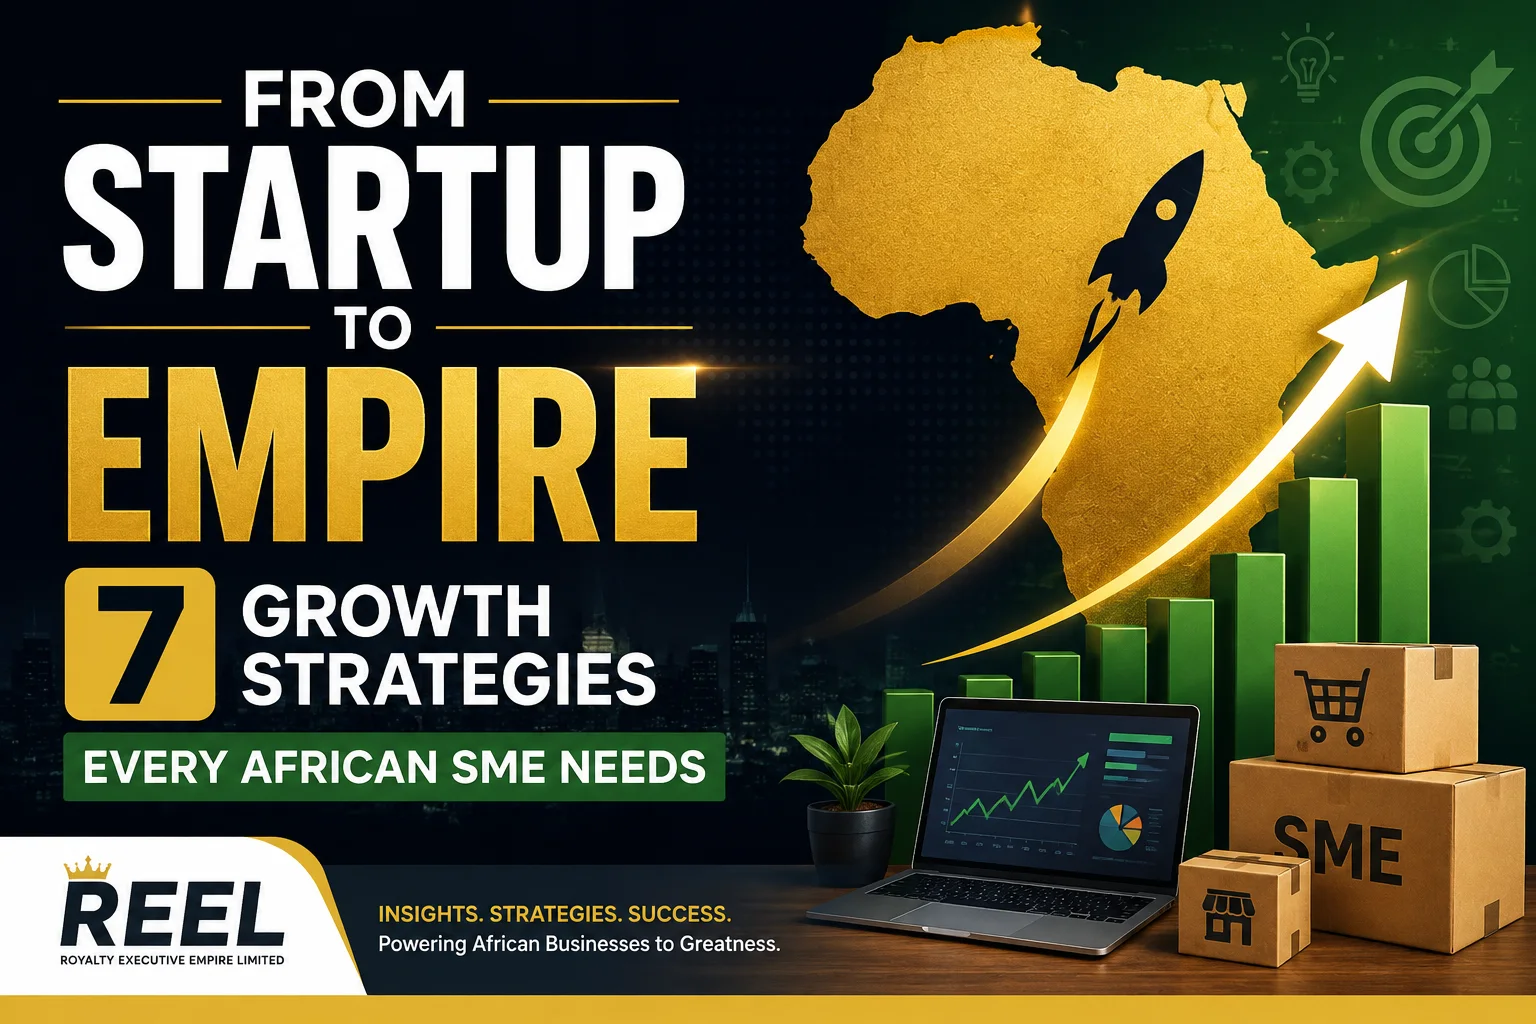 FROM
STARTUP
TO
EMPIRE
7
GROWTH
STRATEGIES
EVERY AFRICAN SME NEEDS
REEL
ROYALTY EXECUTIVE EMPIRE LIMITED
INSIGHTS. STRATEGIES. SUCCESS.
Powering African Businesses to Greatness.
SME